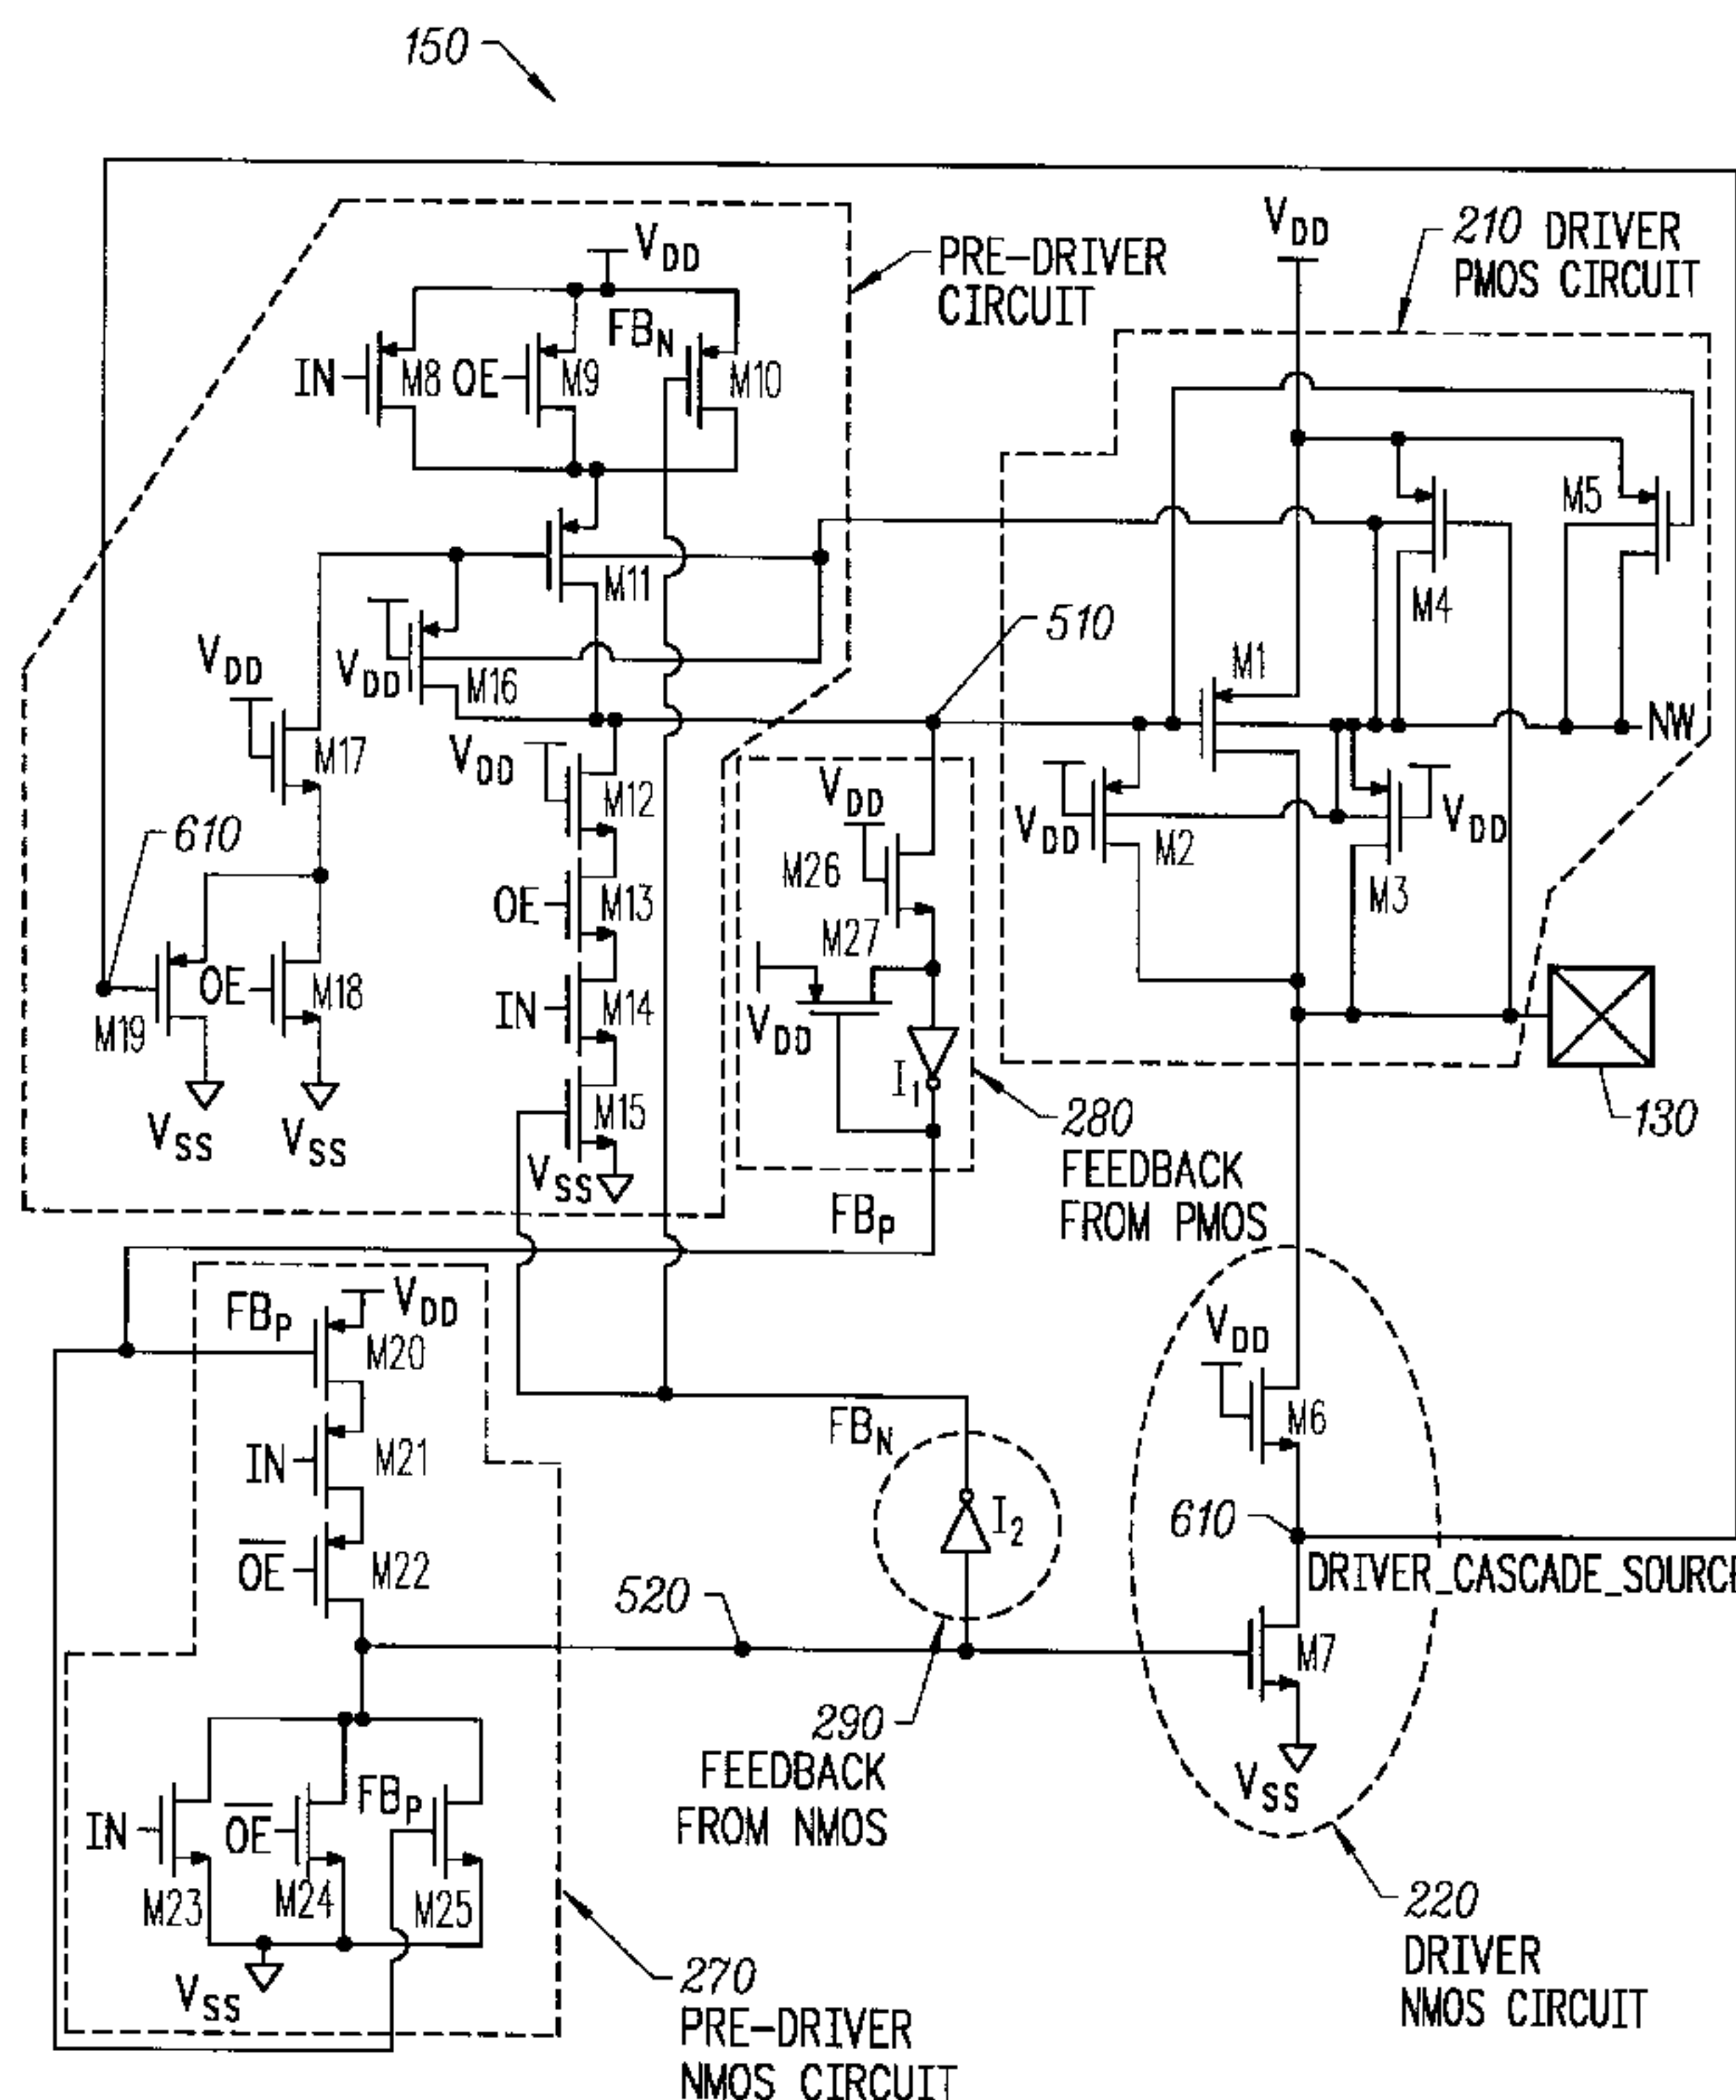 150
V_DD
210 DRIVER
PMOS CIRCUIT
V_DD
PRE-DRIVER
CIRCUIT
FB_N
IN
M8
OE
M9
M10
M5
M11
M4
510
V_DD
V_DD
M16
M1
NW
M17
V_DD
M12
V_DD
V_DD
V_DD
M2
M26
610
M3
OE
M13
M27
M19
OE
M18
IN
M14
V_DD
I_1
M15
V_SS
V_SS
V_SS
280
FEEDBACK
FROM PMOS
130
FB_P
FB_P
V_DD
M20
V_DD
M6
FB_N
IN
M21
I_2
610
OE
M22
DRIVER_CASCADE_SOURCE
520
M7
290
FEEDBACK
FROM NMOS
V_SS
FB_P
IN
OE
M23
M24
M25
220
DRIVER
NMOS CIRCUIT
V_SS
270
PRE-DRIVER
NMOS CIRCUIT